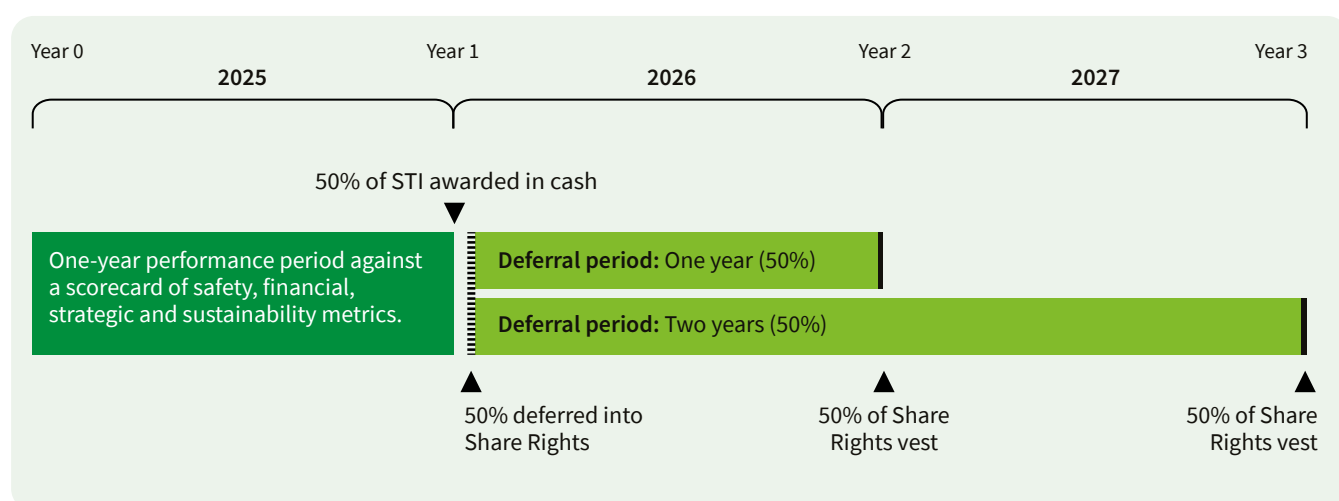 Year 0
Year 1
Year 2
Year 3
2025
2026
2027
50% of STI awarded in cash
One-year performance period against
a scorecard of safety, financial,
strategic and sustainability metrics.
Deferral period: One year (50%)
Deferral period: Two years (50%)
50% deferred into
Share Rights
50% of Share
Rights vest
50% of Share
Rights vest